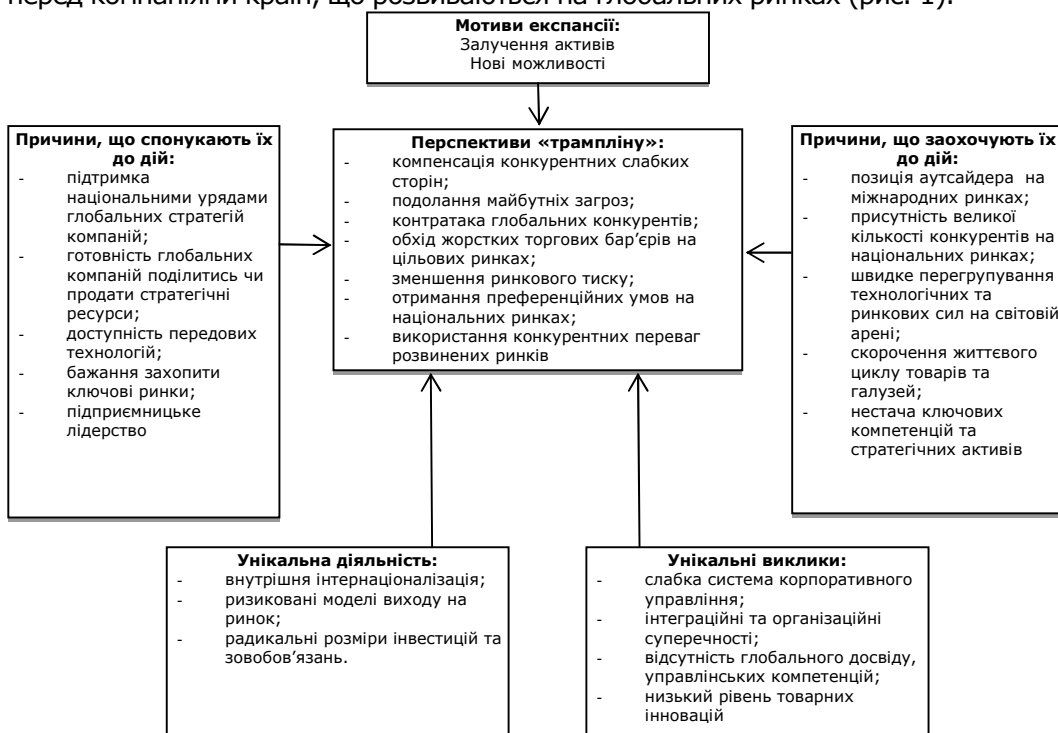 перед компаніями країн, що розвиваються на глобальних ринках (рис. 1).
Мотиви експансії:
Залучення активів
Нові можливості
Причини, що спонукають їх
до дій:
- підтримка
національними урядами
глобальних стратегій
компаній;
- готовність глобальних
компаній поділитись чи
продати стратегічні
ресурси;
- доступність передових
технологій;
- бажання захопити
ключові ринки;
- підприємницьке
лідерство
Перспективи «трампліну»:
- компенсація конкурентних слабких
сторін;
- подолання майбутніх загроз;
- контратака глобальних конкурентів;
- обхід жорстких торгових бар’єрів на
цільових ринках;
- зменшення ринкового тиску;
- отримання преференційних умов на
національних ринках;
- використання конкурентних переваг
розвинених ринків
Причини, що заохочують їх
до дій:
- позиція аутсайдера на
міжнародних ринках;
- присутність великої
кількості конкурентів на
національних ринках;
- швидке перегрупування
технологічних та
ринкових сил на світовій
арені;
- скорочення життєвого
циклу товарів та
галузей;
- нестача ключових
компетенцій та
стратегічних активів
Унікальна діяльність:
- внутрішня інтернаціоналізація;
- ризиковані моделі виходу на
ринок;
- радикальні розміри інвестицій та
зовобов’язань.
Унікальні виклики:
- слабка система корпоративного
управління;
- інтеграційні та організаційні
суперечності;
- відсутність глобального досвіду,
управлінських компетенцій;
- низький рівень товарних
інновацій